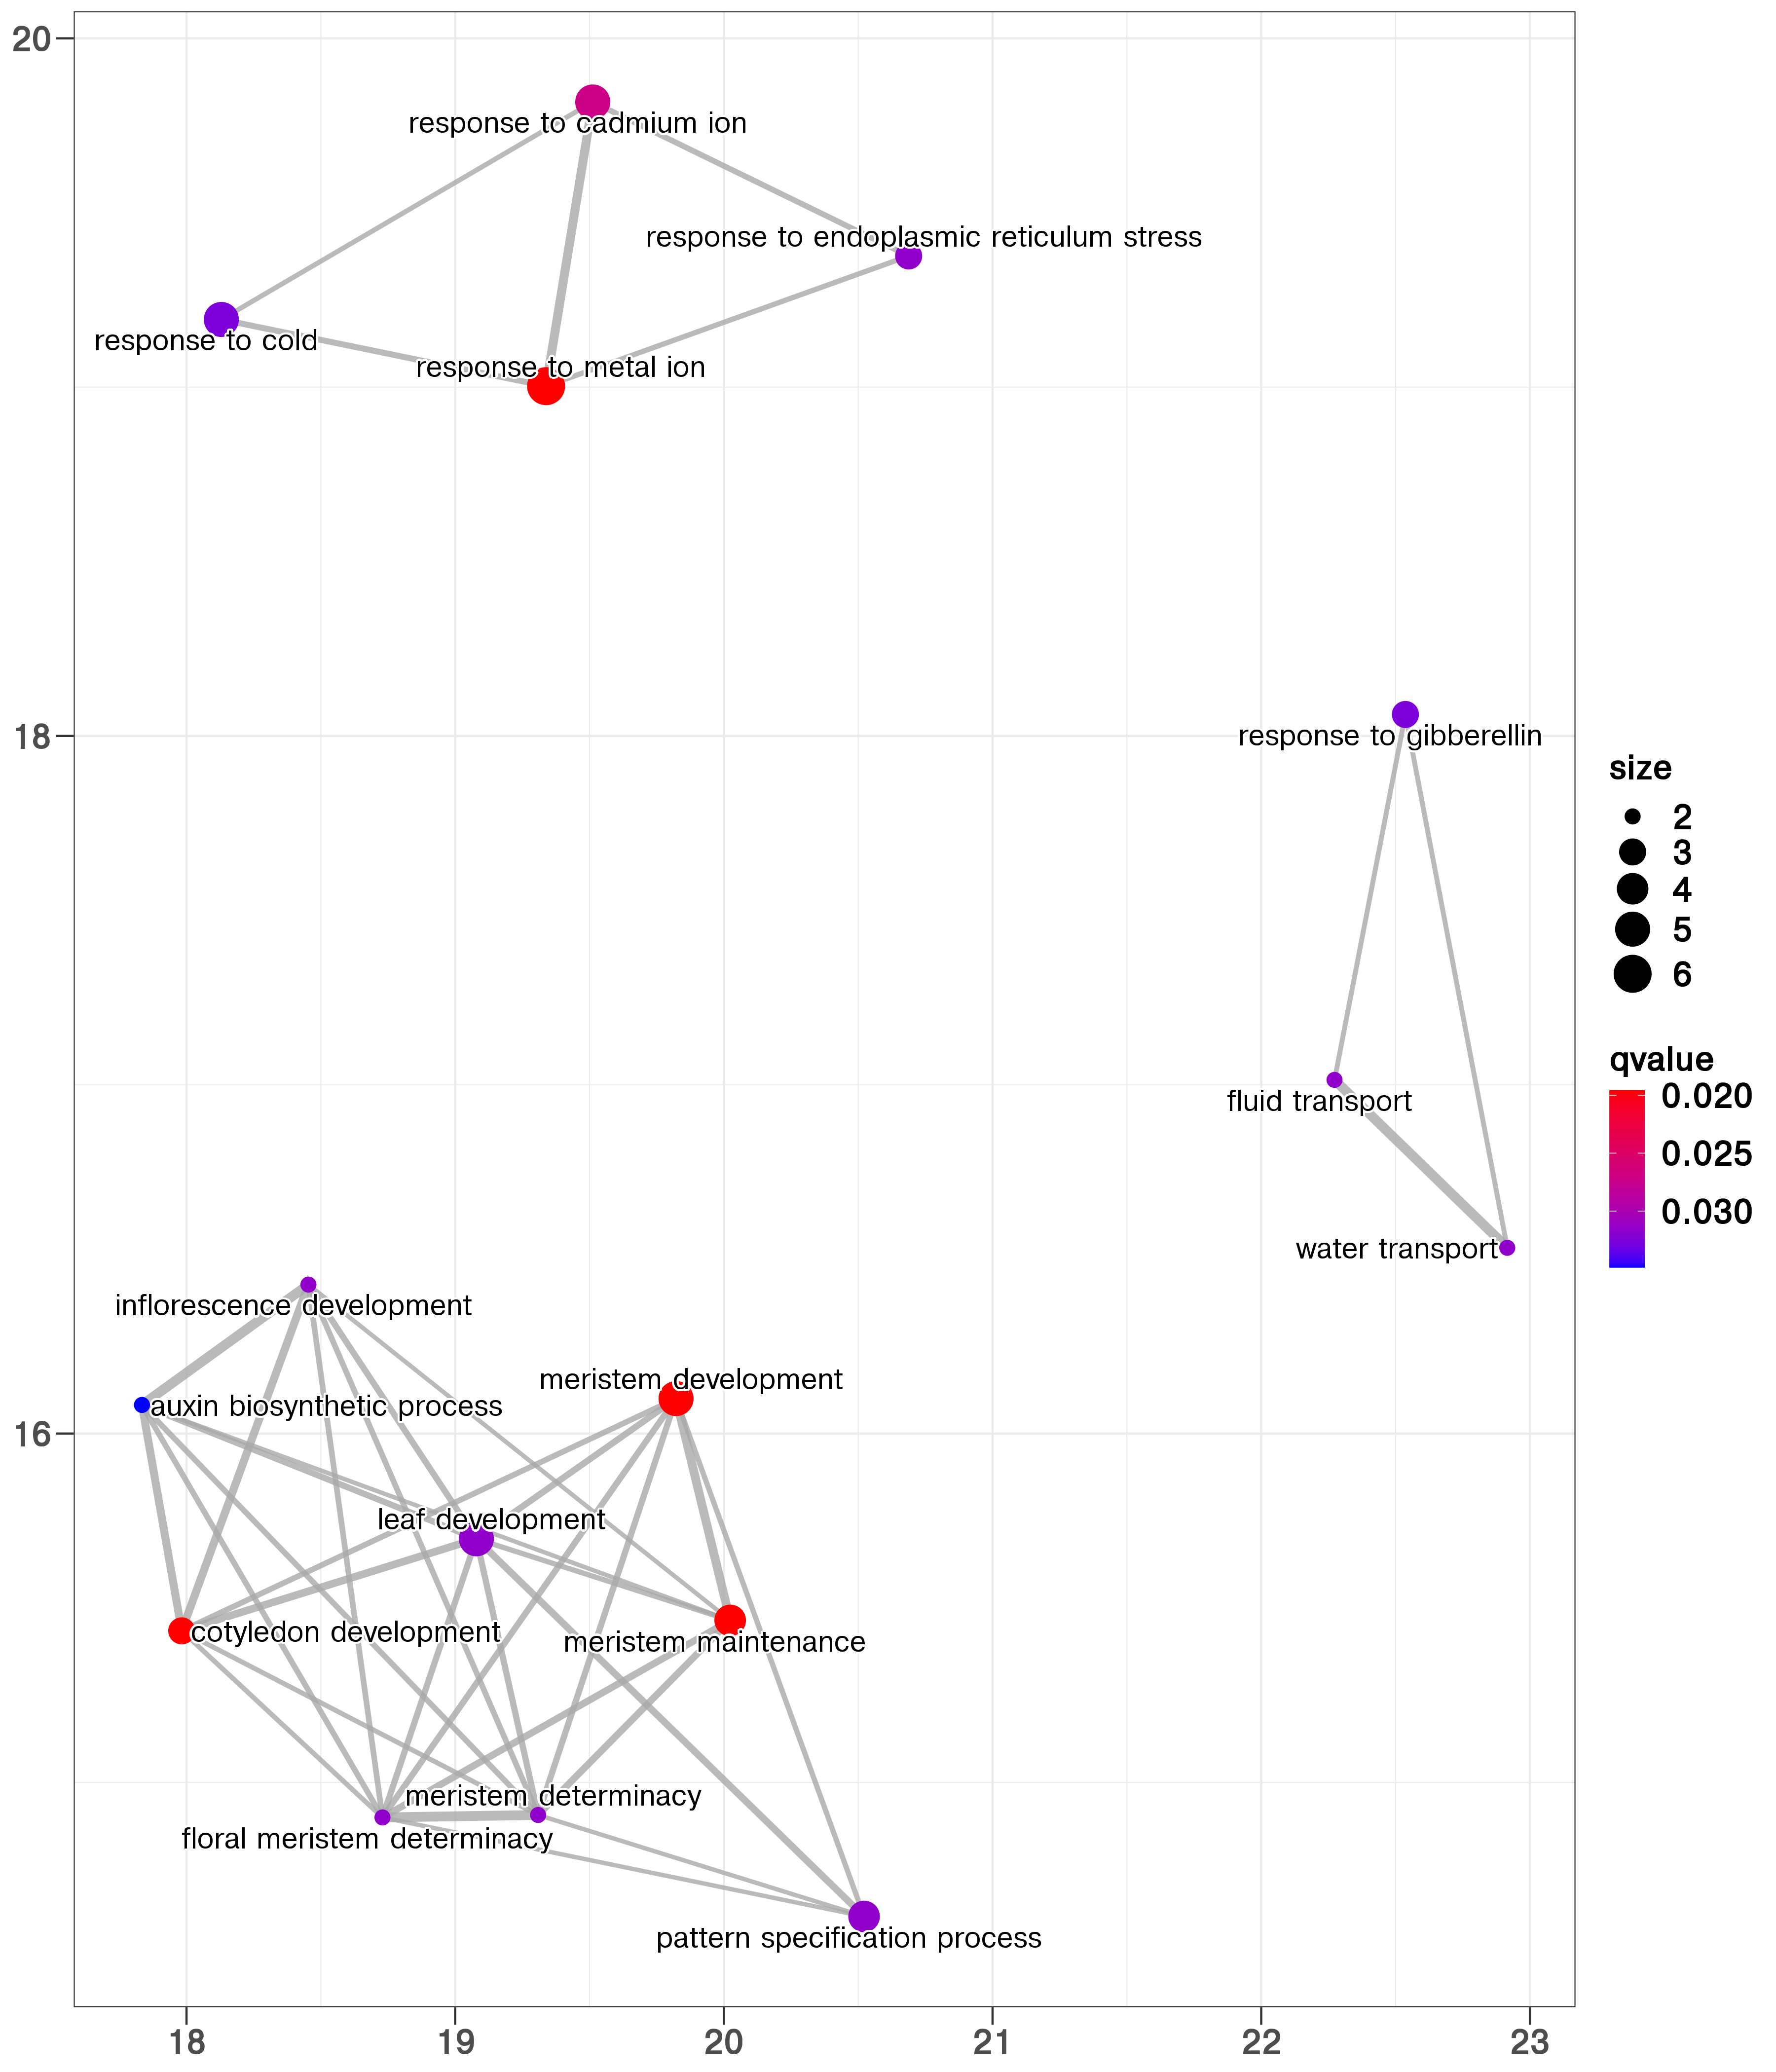 20
response to cadmium ion
response to endoplasmic reticulum stress
response to cold
response to metal ion
18
response to gibberellin
fluid transport
water transport
inflorescence development
meristem development
auxin biosynthetic process
16
leaf development
cotyledon development
meristem maintenance
meristem determinacy
floral meristem determinacy
pattern specification process
18 19 20 21 22 23
size
2
3
4
5
6
qvalue
0.020
0.025
0.030